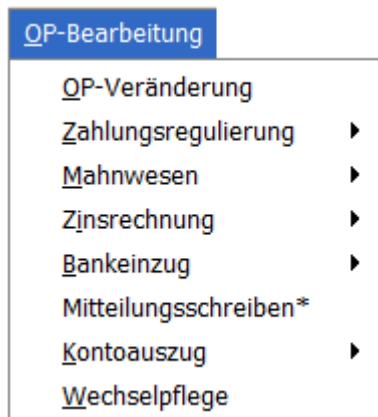 OP-Bearbeitung
OP-Veränderung
Zahlungsregulierung
Mahnwesen
Zinsrechnung
Bankeinzug
Mitteilungsschreiben*
Kontoauszug
Wechselpflege